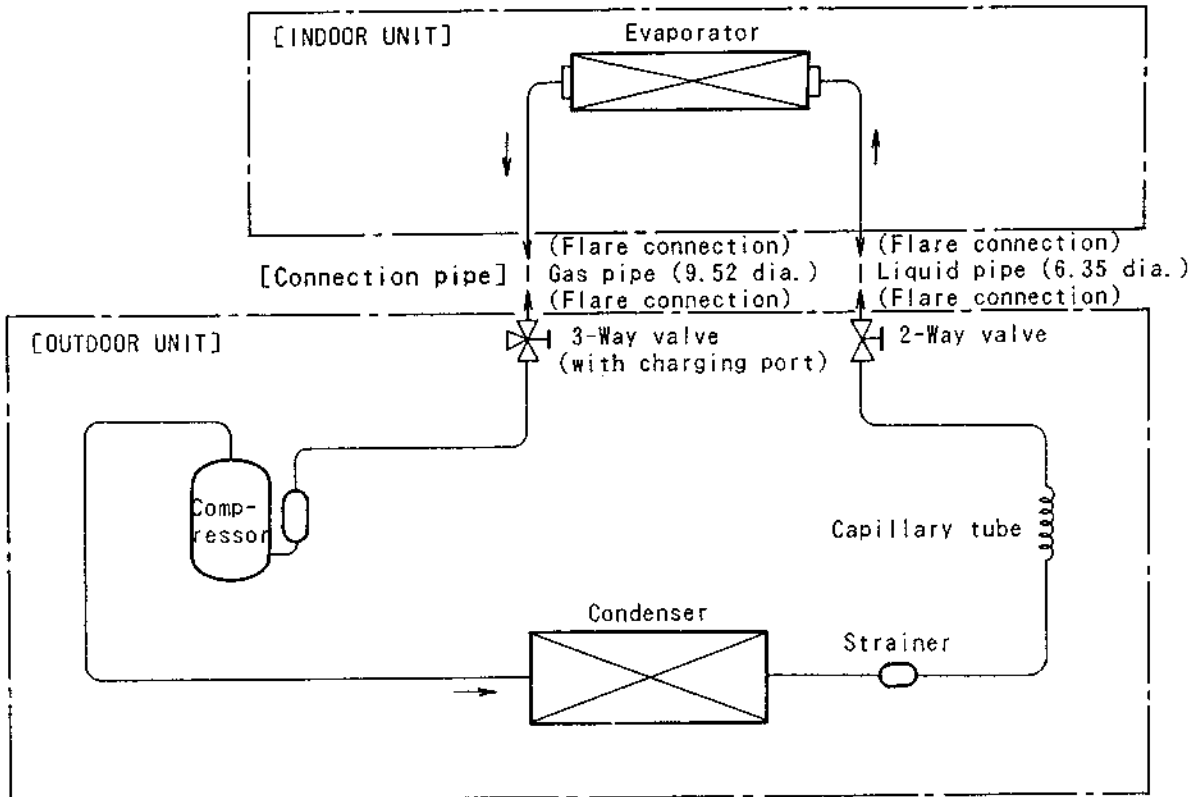 [INDOOR UNIT]
Evaporator
(Flare connection)
(Flare connection)
[Connection pipe]
Gas pipe (9.52 dia.)
Liquid pipe (6.35 dia.)
(Flare connection)
(Flare connection)
[OUTDOOR UNIT]
3-Way valve
(with charging port)
2-Way valve
Comp-
ressor
Capillary tube
Condenser
Strainer